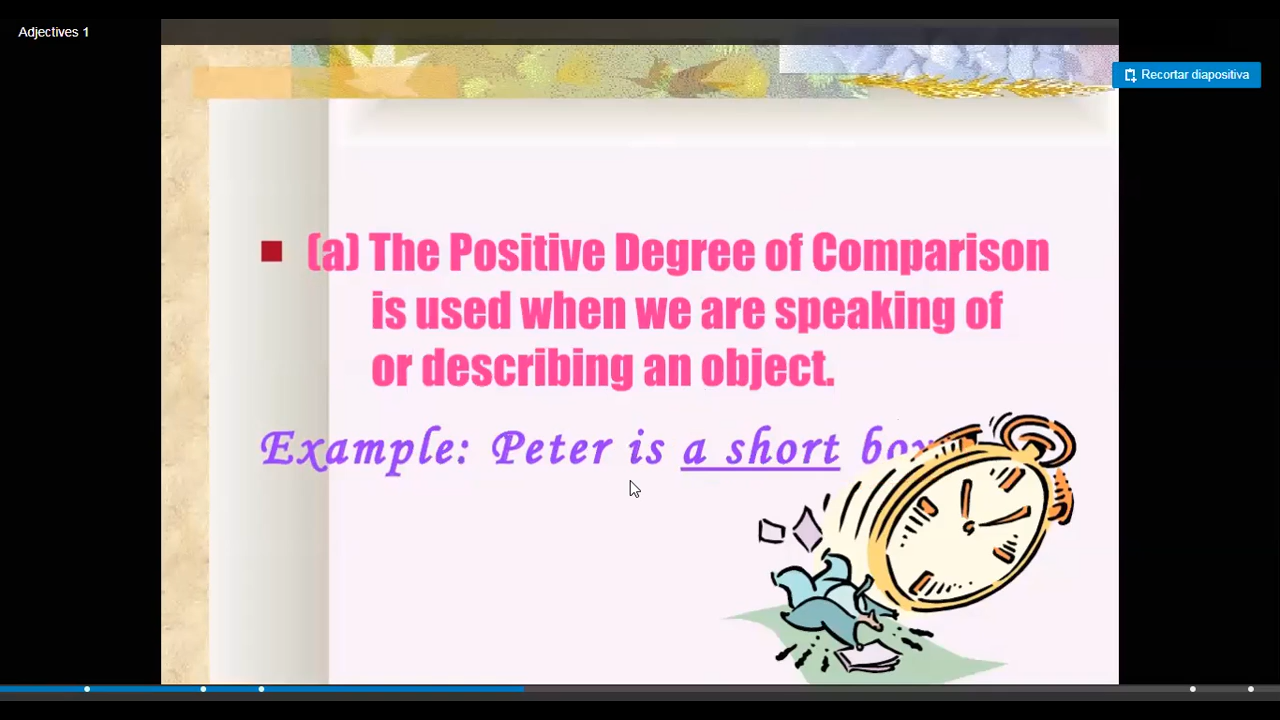 Adjectives 1
Recortar diapositiva
(a) The Positive Degree of Comparison
is used when we are speaking of
or describing an object.
Example: Peter is a short boy